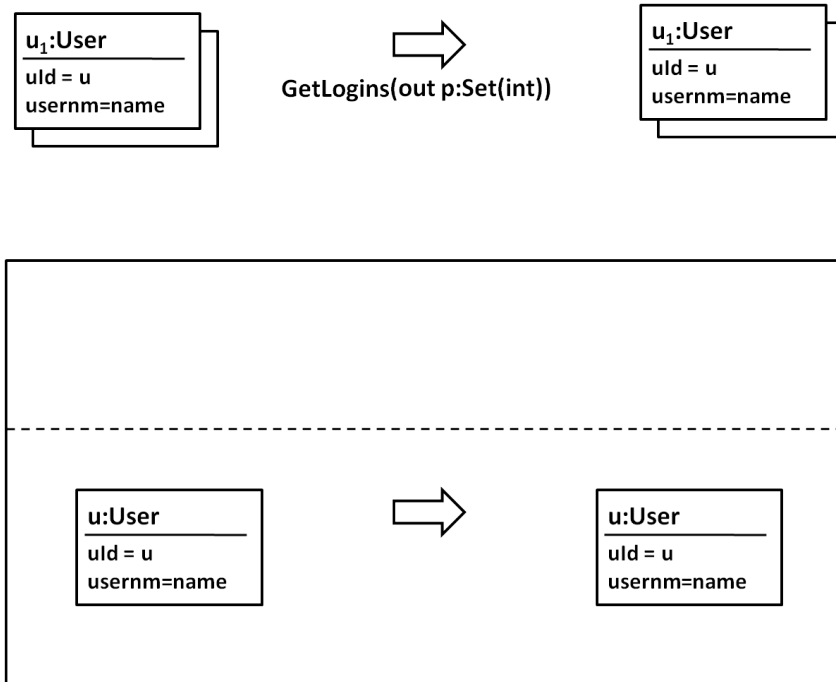 u₁:User
uId = u
usernm=name
GetLogins(out p:Set(int))
u₁:User
uId = u
usernm=name
u:User
uId = u
usernm=name
u:User
uId = u
usernm=name